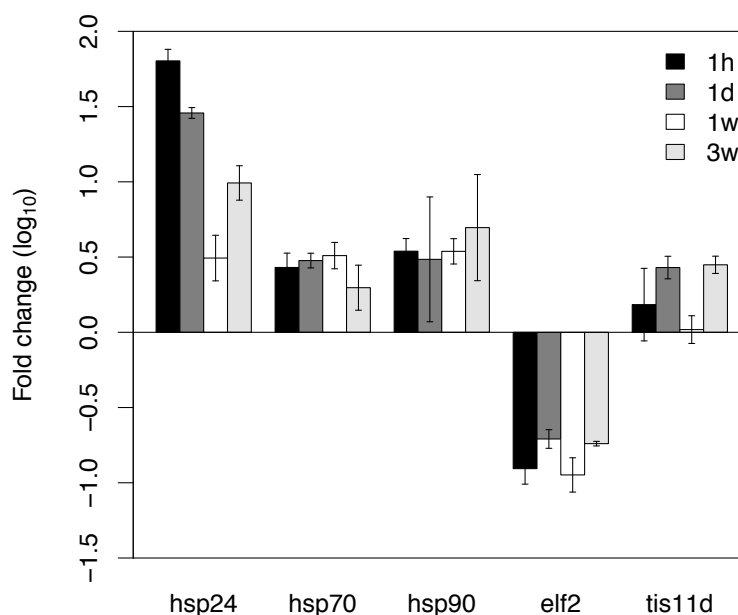 Fold change (log₁₀)
2.0
1.5
1.0
0.5
0.0
−0.5
−1.0
−1.5
1h
1d
1w
3w
hsp24 hsp70 hsp90 elf2 tis11d